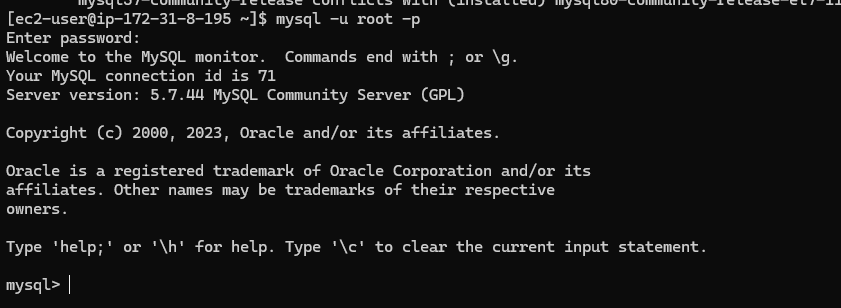 mysql57-community-release conflicts with (installed) mysql80-community-release-el7-11
[ec2-user@ip-172-31-8-195 ~]$ mysql -u root -p
Enter password:
Welcome to the MySQL monitor.  Commands end with ; or \g.
Your MySQL connection id is 71
Server version: 5.7.44 MySQL Community Server (GPL)
Copyright (c) 2000, 2023, Oracle and/or its affiliates.
Oracle is a registered trademark of Oracle Corporation and/or its
affiliates. Other names may be trademarks of their respective
owners.
Type 'help;' or '\h' for help. Type '\c' to clear the current input statement.
mysql>